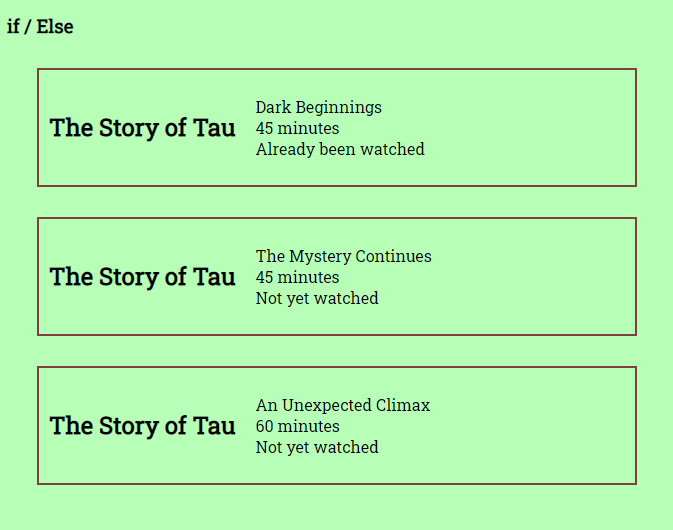 if / Else
The Story of Tau
Dark Beginnings
45 minutes
Already been watched
The Story of Tau
The Mystery Continues
45 minutes
Not yet watched
The Story of Tau
An Unexpected Climax
60 minutes
Not yet watched